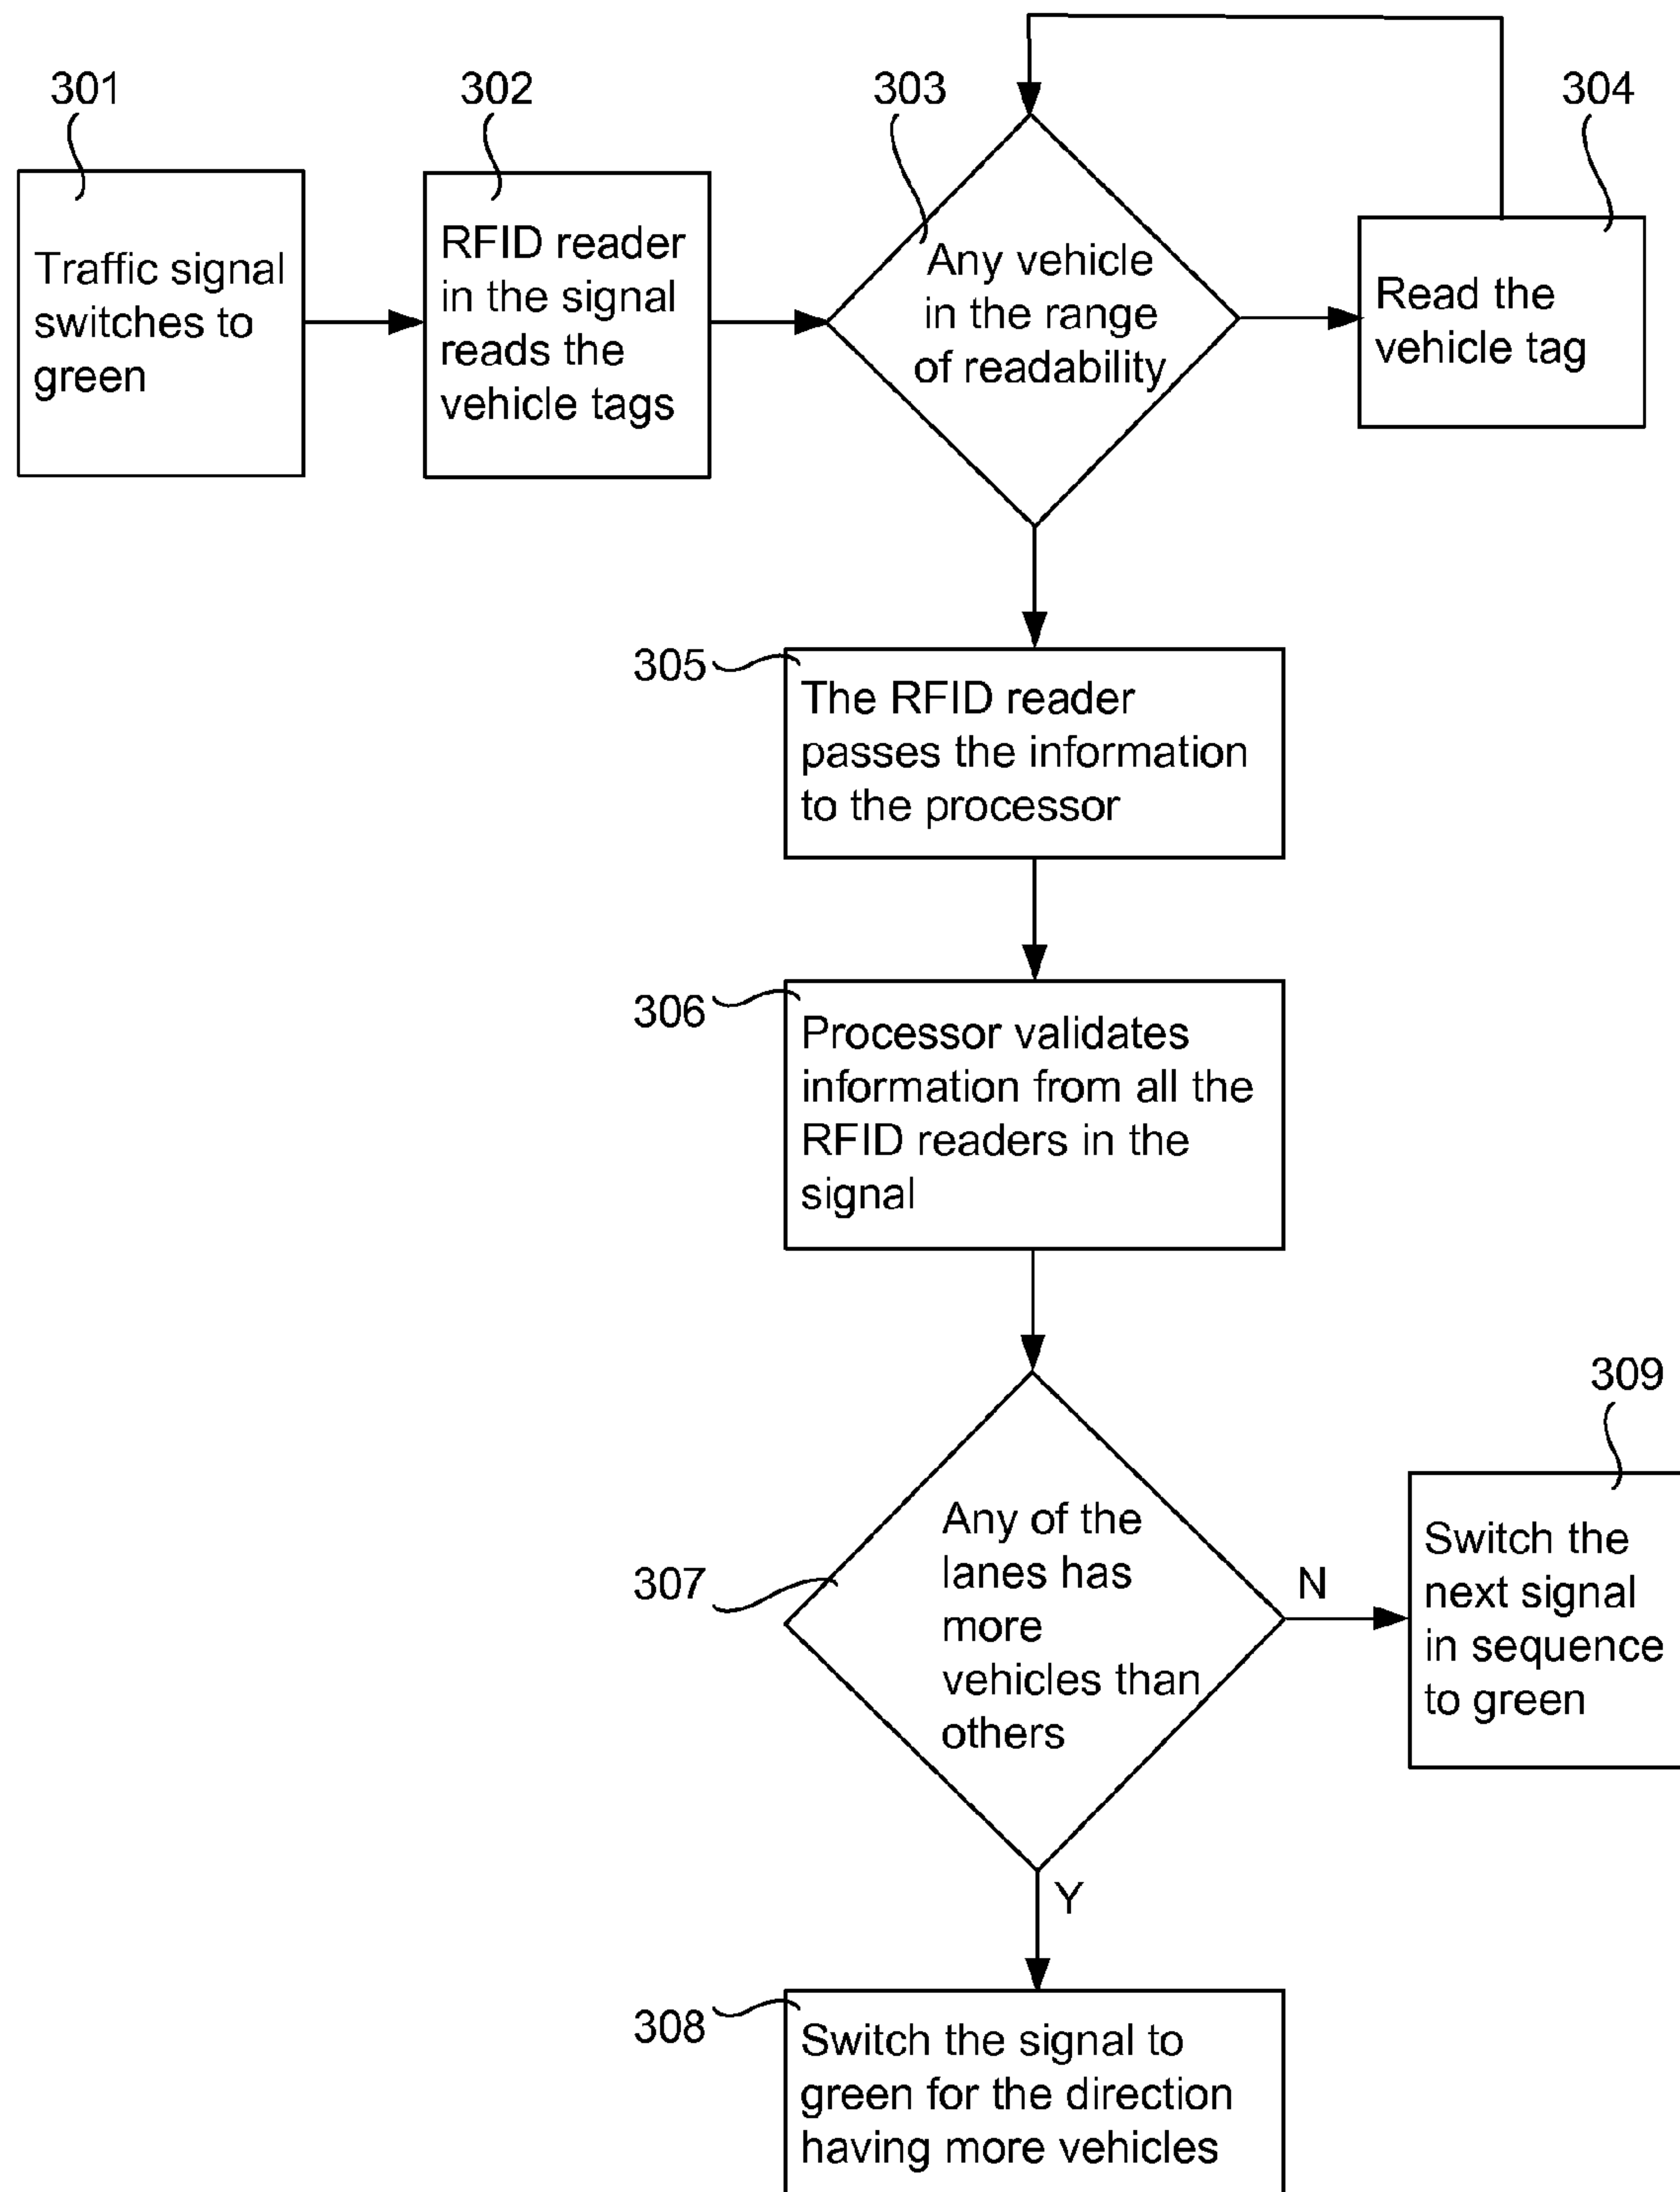 301
Traffic signal
switches to
green
302
RFID reader
in the signal
reads the
vehicle tags
303
Any vehicle
in the range
of readability
304
Read the
vehicle tag
305
The RFID reader
passes the information
to the processor
306
Processor validates
information from all the
RFID readers in the
signal
307
Any of the
lanes has
more
vehicles than
others
N
309
Switch the
next signal
in sequence
to green
Y
308
Switch the signal to
green for the direction
having more vehicles